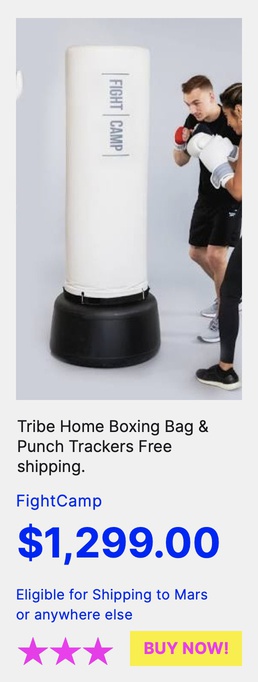 FIGHT CAMP
Tribe Home Boxing Bag &
Punch Trackers Free
shipping.
FightCamp
$1,299.00
Eligible for Shipping to Mars
or anywhere else
BUY NOW!